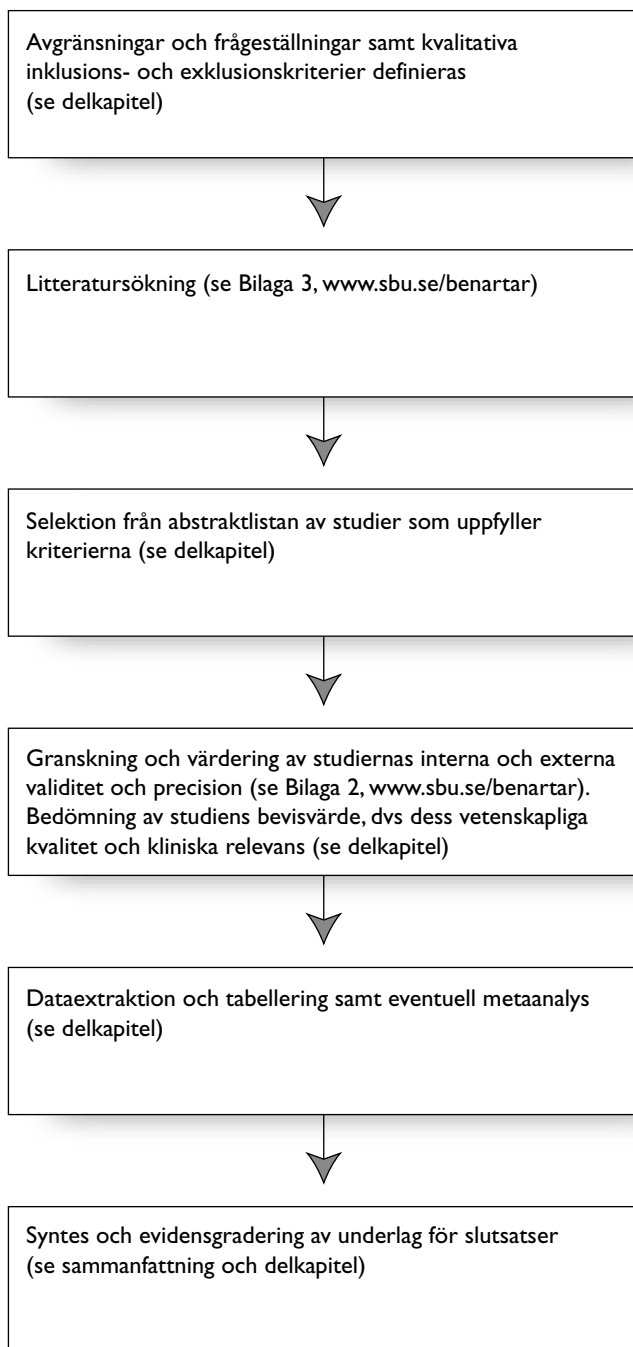 Avgränsningar och frågeställningar samt kvalitativa
inklusions- och exklusionskriterier definieras
(se delkapitel)
Litteratursökning (se Bilaga 3, www.sbu.se/benartar)
Selektion från abstraktlistan av studier som uppfyller
kriterierna (se delkapitel)
Granskning och värdering av studiernas interna och externa
validitet och precision (se Bilaga 2, www.sbu.se/benartar).
Bedömning av studiens bevisvärde, dvs dess vetenskapliga
kvalitet och kliniska relevans (se delkapitel)
Dataextraktion och tabellering samt eventuell metaanalys
(se delkapitel)
Syntes och evidensgradering av underlag för slutsatser
(se sammanfattning och delkapitel)